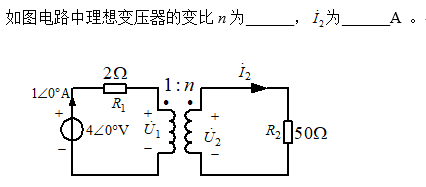 如图电路中理想变压器的变比 n 为______，İ₂为______A 。
2Ω
R₁
1∠0°A
1 : n
İ₂
+
4∠0°V
−
+
U̇₁
−
+
U̇₂
−
R₂
50Ω